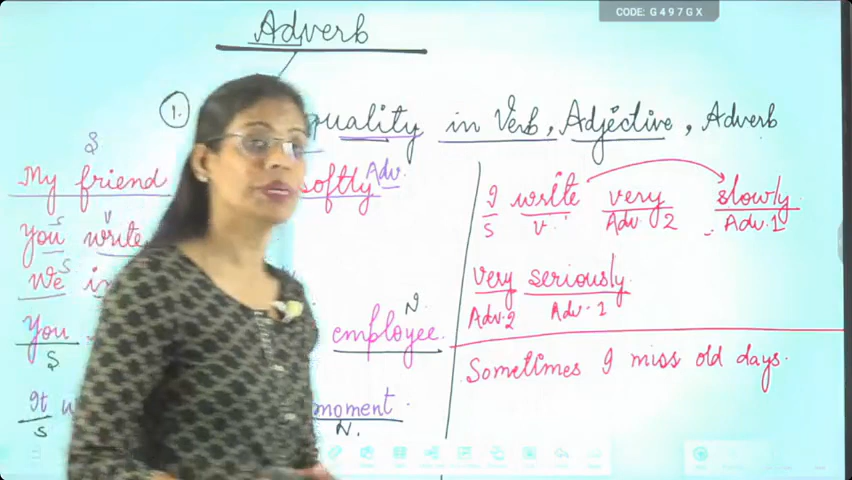 CODE: G497GX
Adverb
1. quality in Verb, Adjective, Adverb
S
My friend softly Adv.
S V
You write
S
We
You employee. N.
S
It moment
S N.
I write very slowly
S V. Adv. 2 Adv. 1
very seriously
Adv. 2 Adv. 1
Sometimes I miss old days.